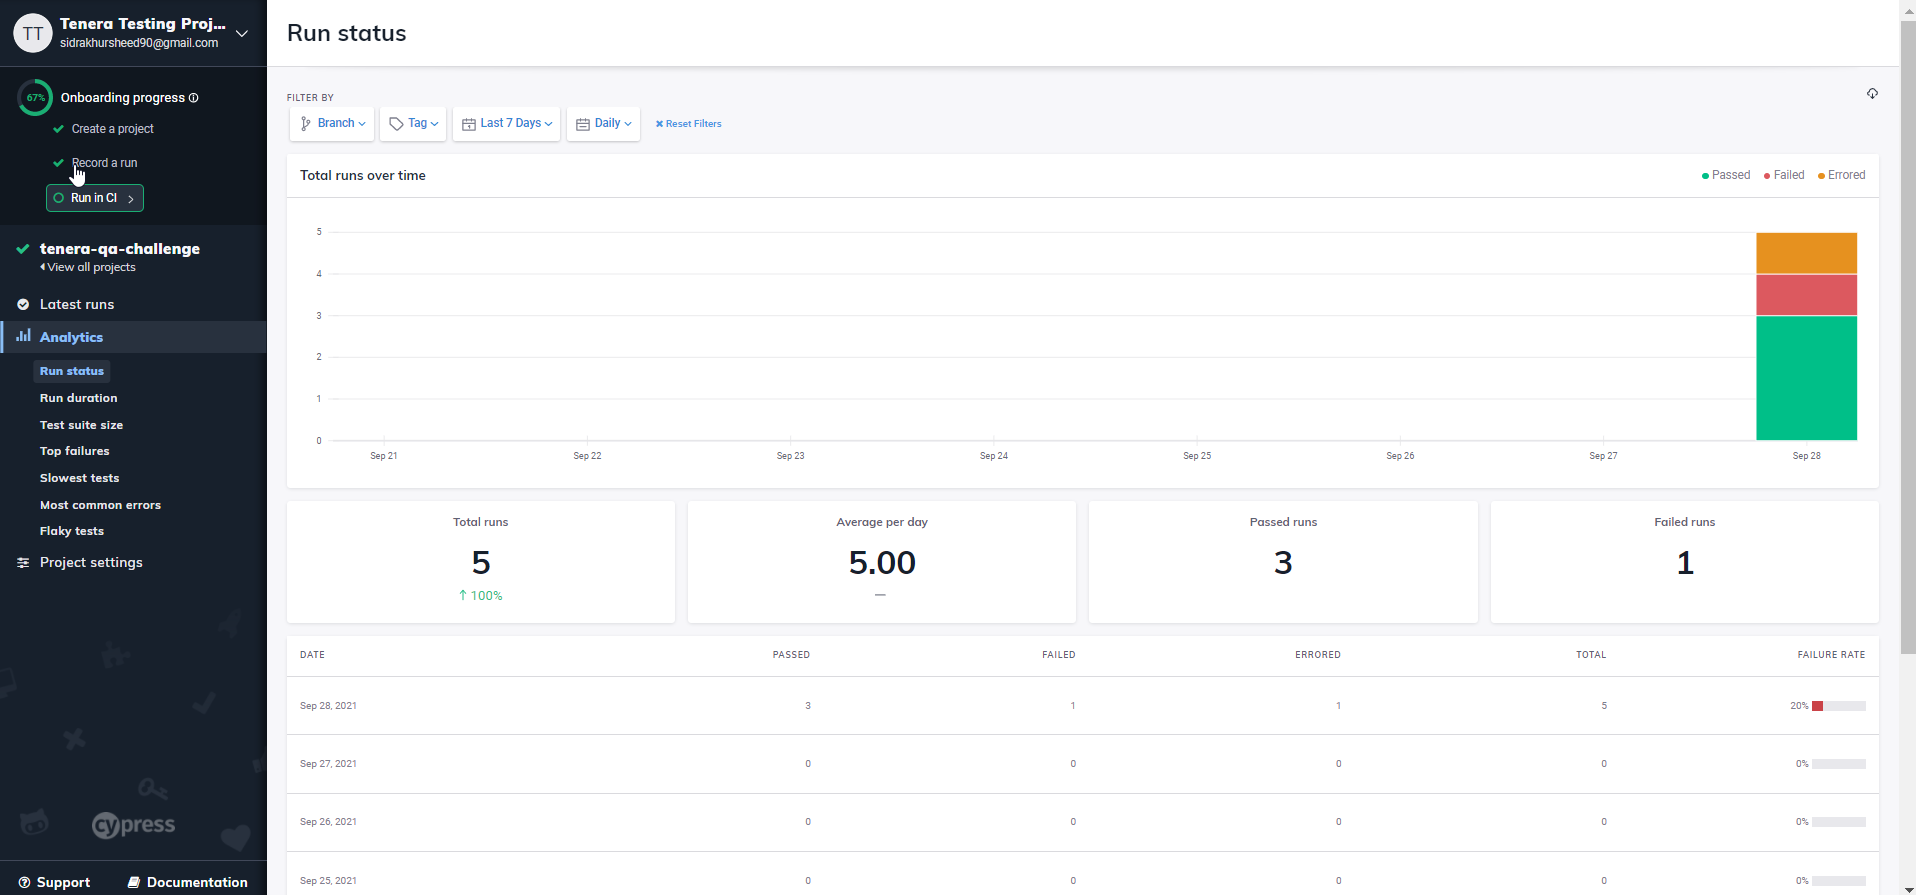 TT
Tenera Testing Proj...
sidrakhursheed90@gmail.com
67%
Onboarding progress
Create a project
Record a run
Run in CI
tenera-qa-challenge
View all projects
Latest runs
Analytics
Run status
Run duration
Test suite size
Top failures
Slowest tests
Most common errors
Flaky tests
Project settings
cypress
Support Documentation
Run status
FILTER BY
Branch Tag Last 7 Days Daily Reset Filters
Total runs over time
Passed Failed Errored
5
4
3
2
1
0
Sep 21 Sep 22 Sep 23 Sep 24 Sep 25 Sep 26 Sep 27 Sep 28
Total runs
5
↑ 100%
Average per day
5.00
—
Passed runs
3
Failed runs
1
DATE PASSED FAILED ERRORED TOTAL FAILURE RATE
Sep 28, 2021 3 1 1 5 20%
Sep 27, 2021 0 0 0 0 0%
Sep 26, 2021 0 0 0 0 0%
Sep 25, 2021 0 0 0 0 0%